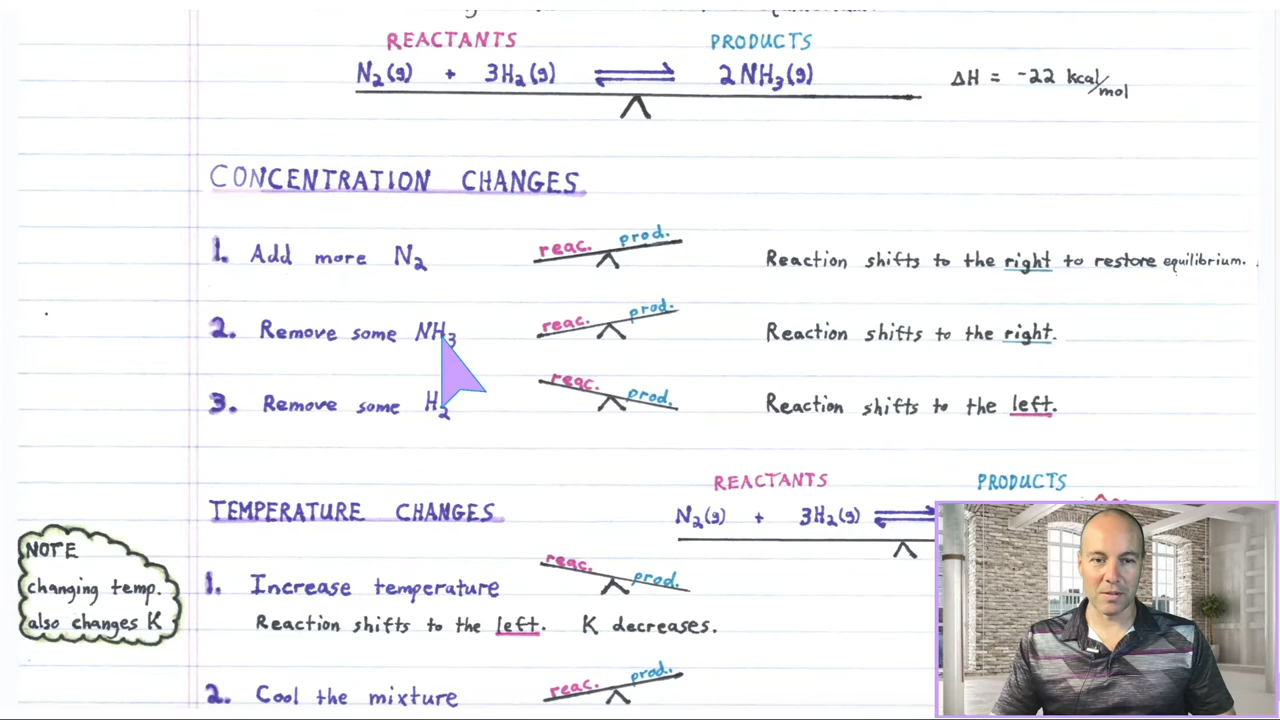 REACTANTS PRODUCTS
N₂(g) + 3H₂(g) ⇌ 2NH₃(g) ΔH = -22 kcal/mol
CONCENTRATION CHANGES
1. Add more N₂ reac. prod. Reaction shifts to the right to restore equilibrium.
2. Remove some NH₃ reac. prod. Reaction shifts to the right.
3. Remove some H₂ reac. prod. Reaction shifts to the left.
REACTANTS PRODUCTS
TEMPERATURE CHANGES N₂(g) + 3H₂(g) ⇌
NOTE
changing temp.
also changes K
1. Increase temperature reac. prod.
Reaction shifts to the left. K decreases.
2. Cool the mixture reac. prod.